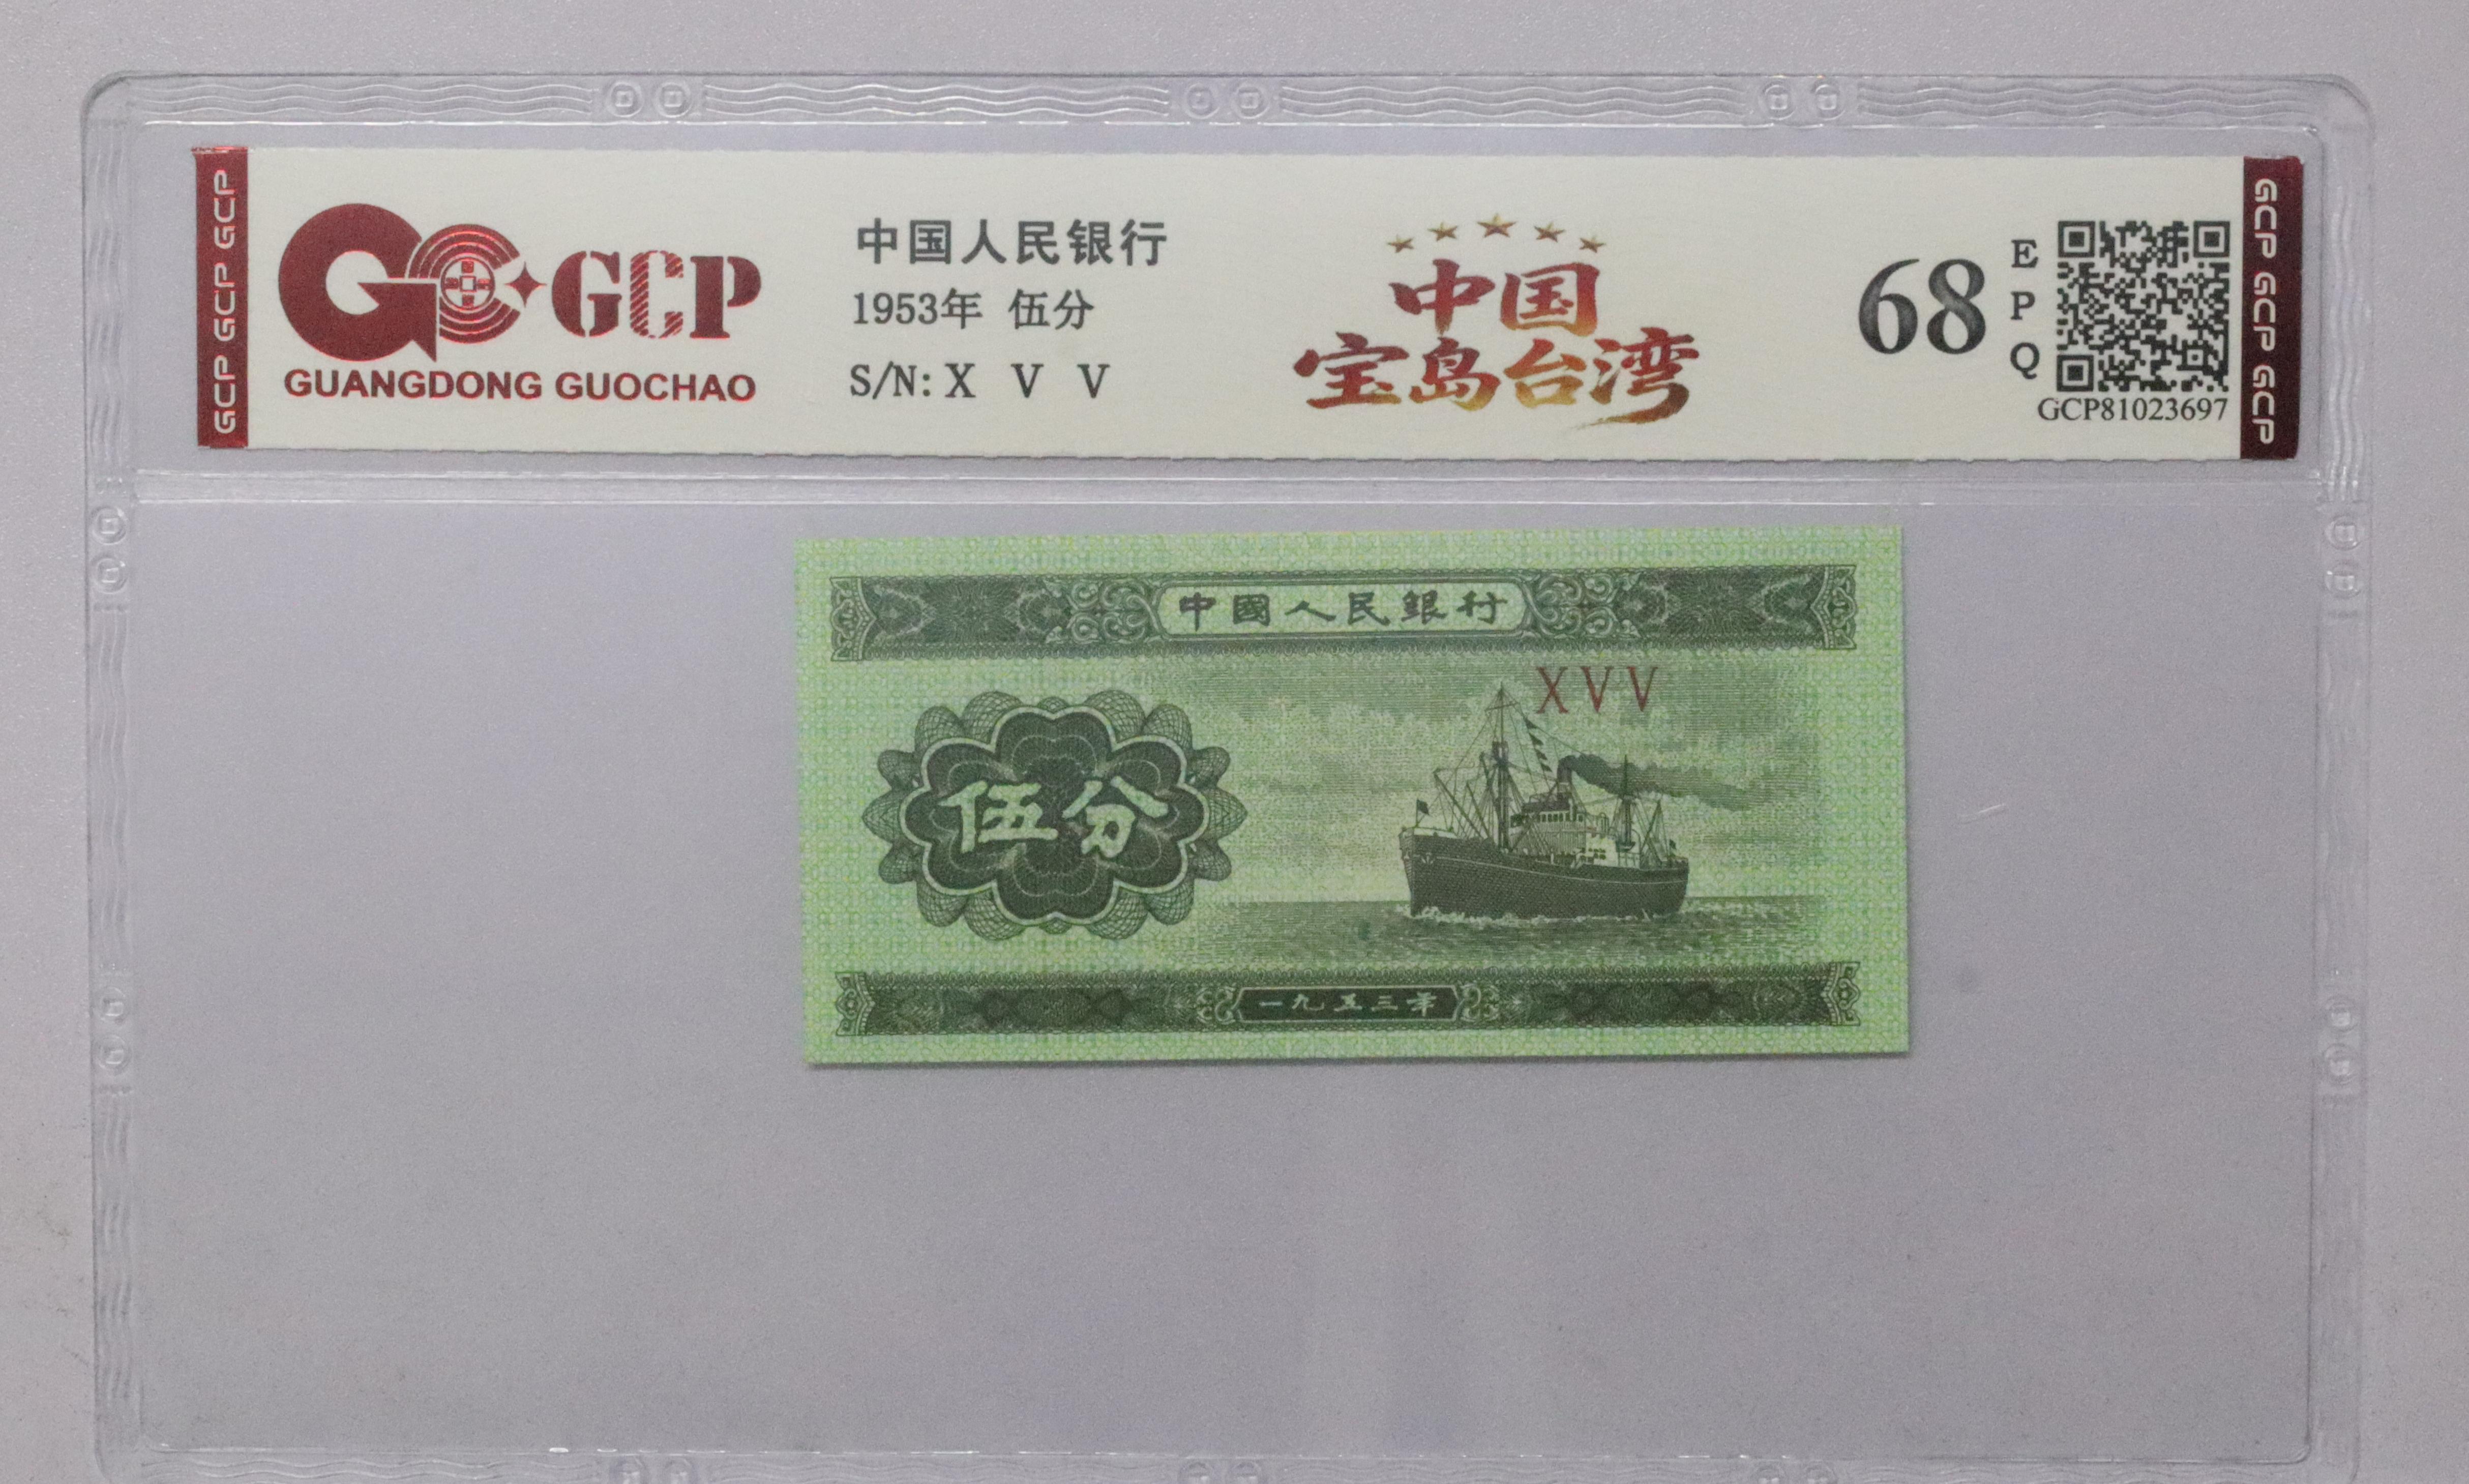 GCP GCP GCP
GCP
GUANGDONG GUOCHAO
中国人民银行
1953年 伍分
S/N: X V V
中国
宝岛台湾
68
EPQ
GCP81023697
GCP GCP GCP
中國人民銀行
XVV
伍分
一九五三年